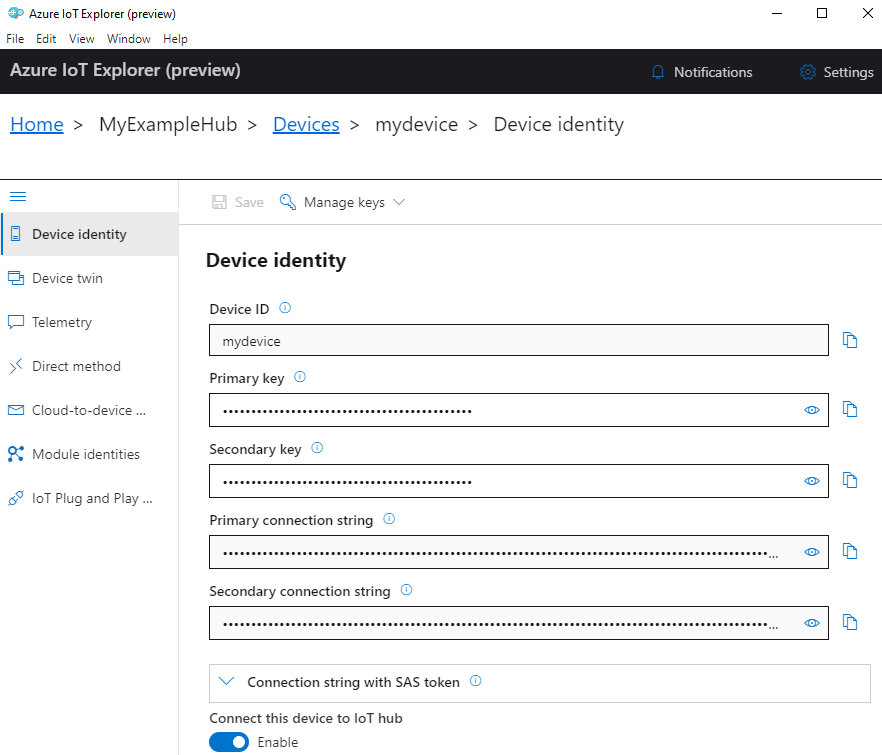 Azure IoT Explorer (preview)
File Edit View Window Help
Azure IoT Explorer (preview)
Notifications
Settings
Home > MyExampleHub > Devices > mydevice > Device identity
Save
Manage keys
Device identity
Device twin
Telemetry
Direct method
Cloud-to-device ...
Module identities
IoT Plug and Play ...
Device identity
Device ID
mydevice
Primary key
••••••••••••••••••••••••••••••••••••••••••••
Secondary key
••••••••••••••••••••••••••••••••••••••••••••
Primary connection string
••••••••••••••••••••••••••••••••••••••••••••••••••••••••••••••••••••••••••••••••••••••••••••••••...
Secondary connection string
••••••••••••••••••••••••••••••••••••••••••••••••••••••••••••••••••••••••••••••••••••••••••••••••...
Connection string with SAS token
Connect this device to IoT hub
Enable